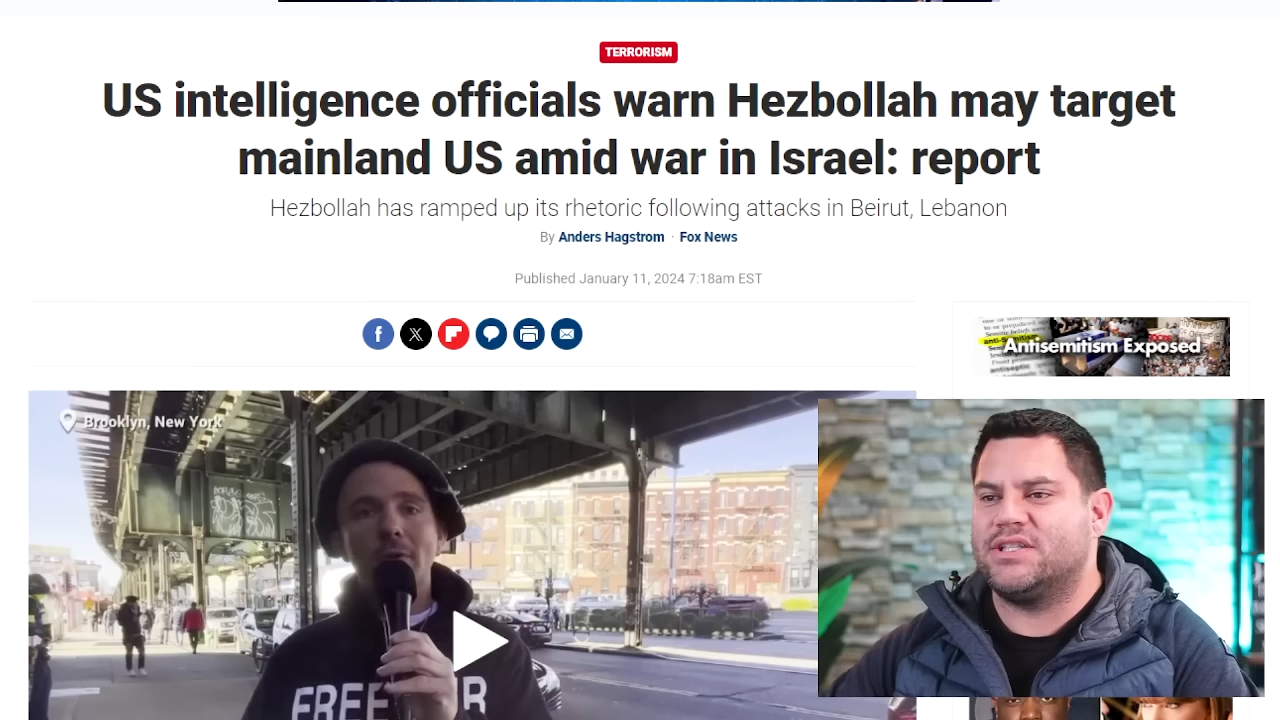 TERRORISM
US intelligence officials warn Hezbollah may target
mainland US amid war in Israel: report
Hezbollah has ramped up its rhetoric following attacks in Beirut, Lebanon
By Anders Hagstrom · Fox News
Published January 11, 2024 7:18am EST
Antisemitism Exposed
Brooklyn, New York
FREE